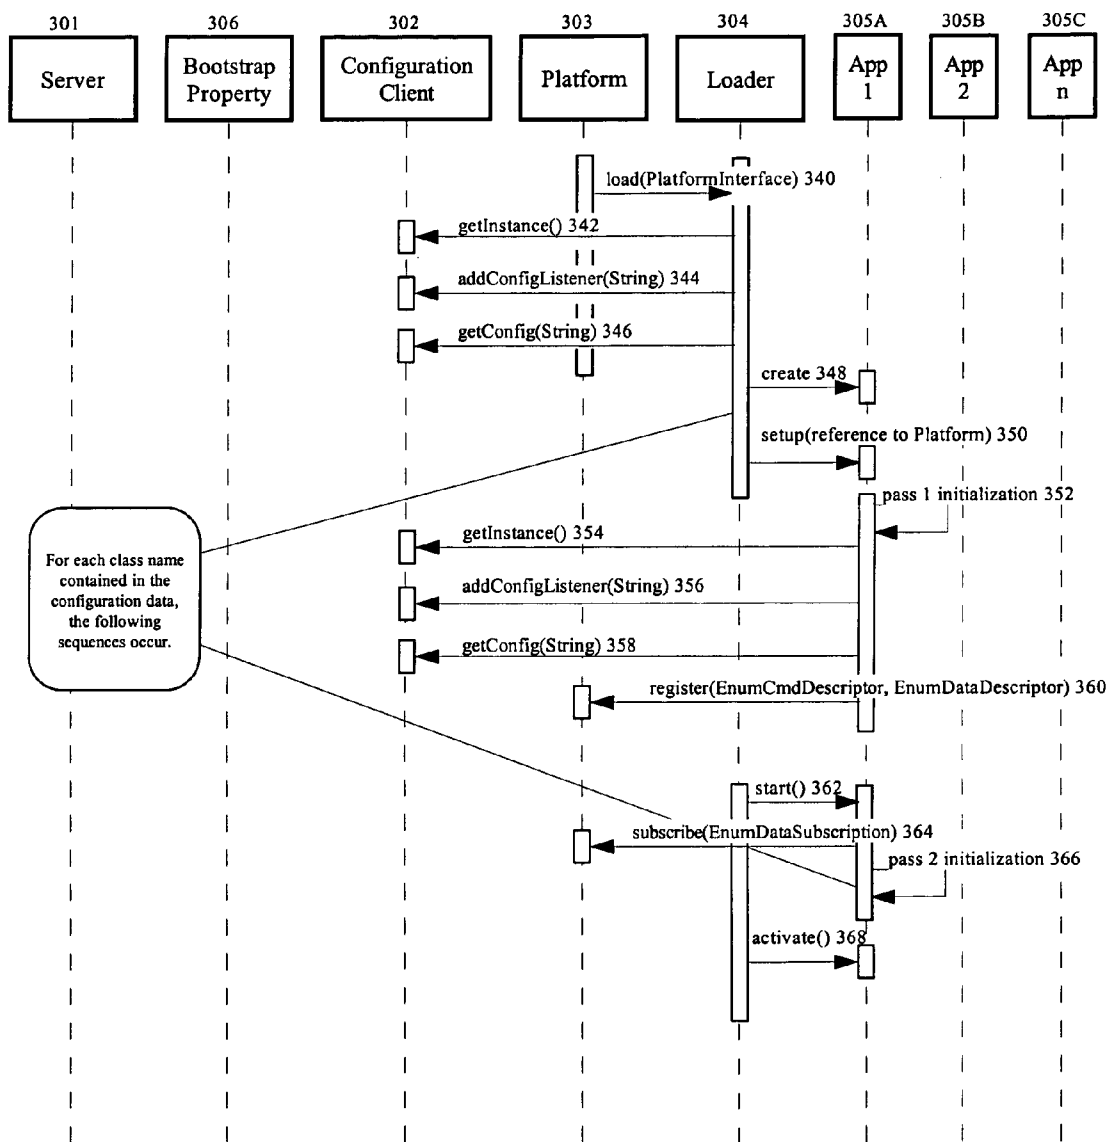 301 306 302 303 304 305A 305B 305C
Server
Bootstrap
Property
Configuration
Client
Platform
Loader
App
1
App
2
App
n
load(PlatformInterface) 340
getInstance() 342
addConfigListener(String) 344
getConfig(String) 346
create 348
setup(reference to Platform) 350
pass 1 initialization 352
getInstance() 354
For each class name
contained in the
configuration data,
the following
sequences occur.
addConfigListener(String) 356
getConfig(String) 358
register(EnumCmdDescriptor, EnumDataDescriptor) 360
start() 362
subscribe(EnumDataSubscription) 364
pass 2 initialization 366
activate() 368